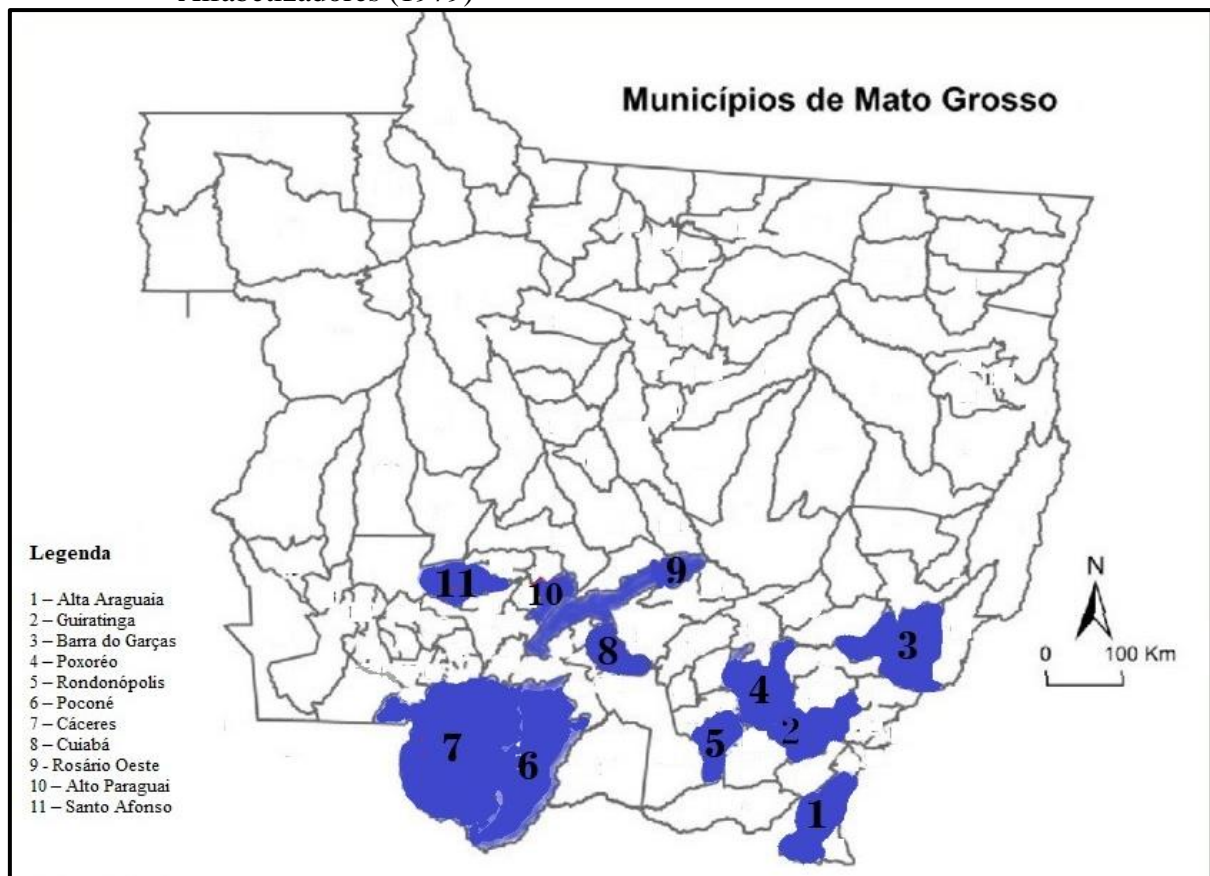 Alfabetizadores (1979)
Municípios de Mato Grosso
11
10
9
8
3
4
2
5
7
6
1
N
0 100 Km
Legenda
1 – Alta Araguaia
2 – Guiratinga
3 – Barra do Garças
4 – Poxoréo
5 – Rondonópolis
6 – Poconé
7 – Cáceres
8 – Cuiabá
9 - Rosário Oeste
10 – Alto Paraguai
11 – Santo Afonso